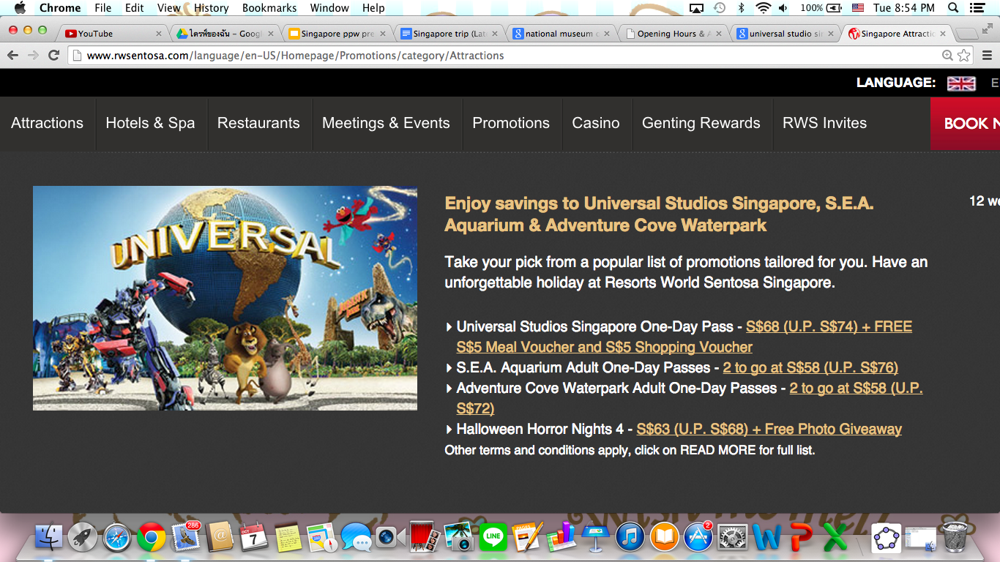 Chrome File Edit View History Bookmarks Window Help 100% Tue 8:54 PM
YouTube ไดรฟ์ของฉัน - Googl Singapore ppw pre Singapore trip (Lat national museum c Opening Hours & A universal studio sin Singapore Attractio
www.rwsentosa.com/language/en-US/Homepage/Promotions/category/Attractions
LANGUAGE: E
Attractions Hotels & Spa Restaurants Meetings & Events Promotions Casino Genting Rewards RWS Invites BOOK N
UNIVERSAL
Enjoy savings to Universal Studios Singapore, S.E.A.
Aquarium & Adventure Cove Waterpark
12 we
Take your pick from a popular list of promotions tailored for you. Have an
unforgettable holiday at Resorts World Sentosa Singapore.
Universal Studios Singapore One-Day Pass - S$68 (U.P. S$74) + FREE
S$5 Meal Voucher and S$5 Shopping Voucher
S.E.A. Aquarium Adult One-Day Passes - 2 to go at S$58 (U.P. S$76)
Adventure Cove Waterpark Adult One-Day Passes - 2 to go at S$58 (U.P.
S$72)
Halloween Horror Nights 4 - S$63 (U.P. S$68) + Free Photo Giveaway
Other terms and conditions apply, click on READ MORE for full list.
286
OCT
7
LINE
PAGES
2